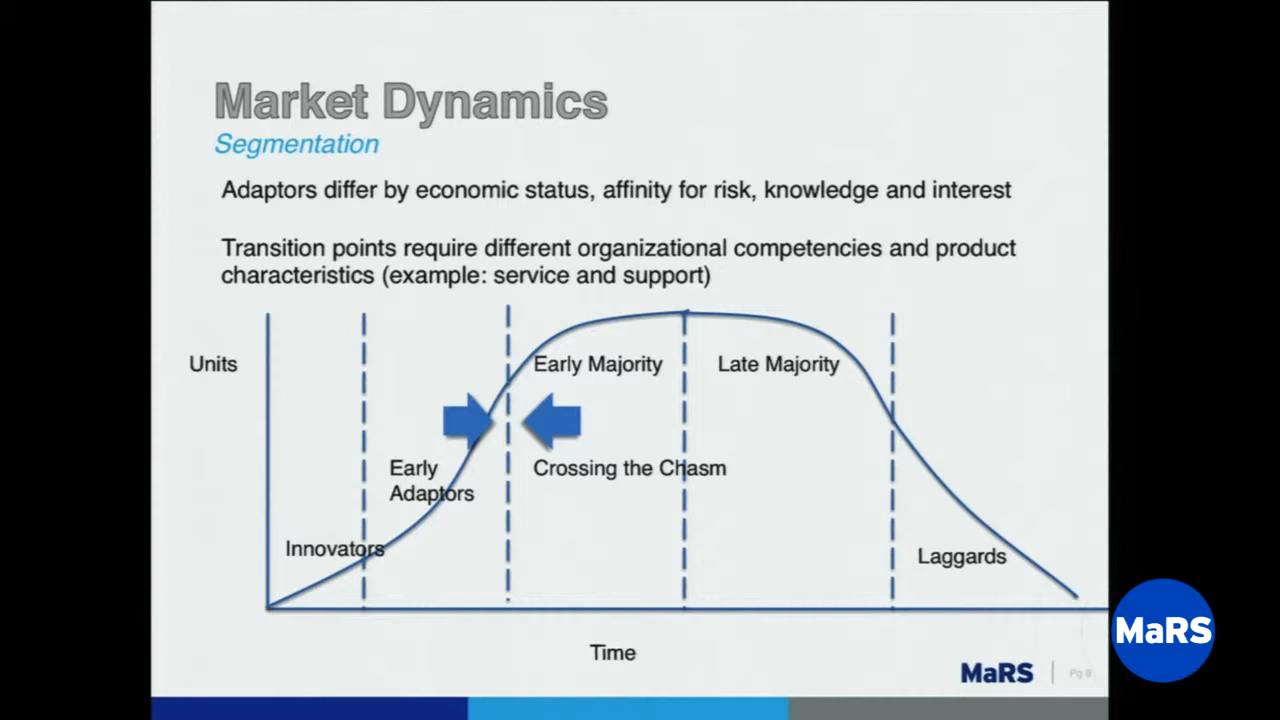 Market Dynamics
Segmentation
Adaptors differ by economic status, affinity for risk, knowledge and interest
Transition points require different organizational competencies and product
characteristics (example: service and support)
Units
Early Majority
Late Majority
Early
Adaptors
Crossing the Chasm
Innovators
Laggards
Time
MaRS
Pg 8
MaRS